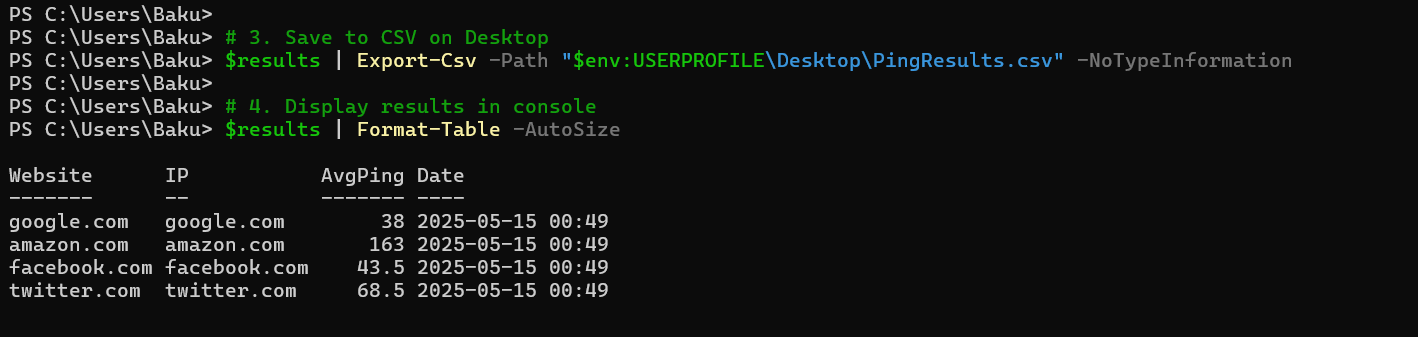 PS C:\Users\Baku>
PS C:\Users\Baku> # 3. Save to CSV on Desktop
PS C:\Users\Baku> $results | Export-Csv -Path "$env:USERPROFILE\Desktop\PingResults.csv" -NoTypeInformation
PS C:\Users\Baku>
PS C:\Users\Baku> # 4. Display results in console
PS C:\Users\Baku> $results | Format-Table -AutoSize
Website      IP           AvgPing Date
-------      --           ------- ----
google.com   google.com        38 2025-05-15 00:49
amazon.com   amazon.com       163 2025-05-15 00:49
facebook.com facebook.com    43.5 2025-05-15 00:49
twitter.com  twitter.com     68.5 2025-05-15 00:49